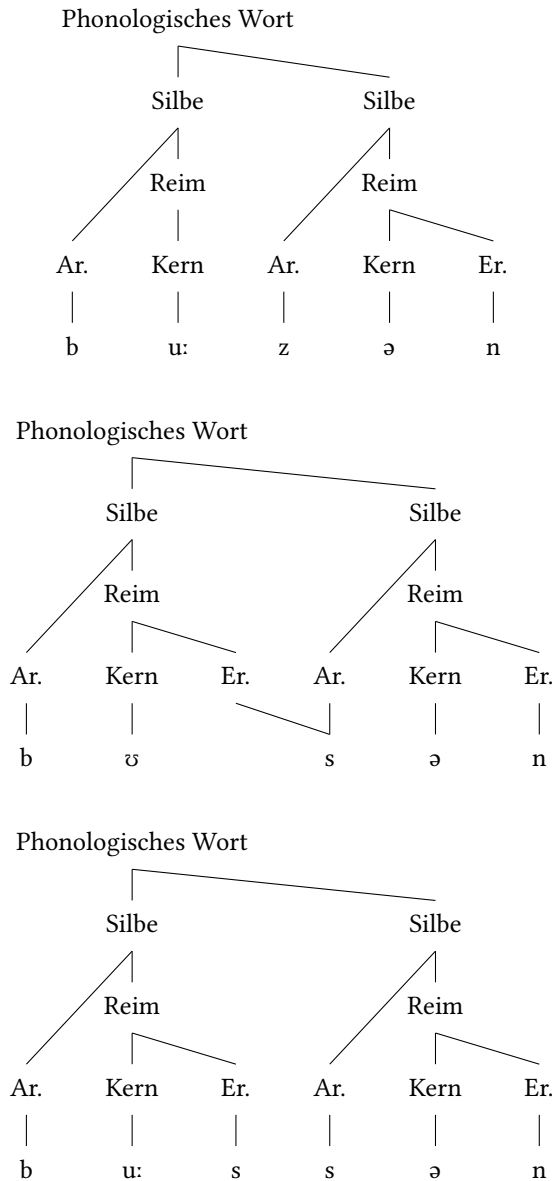 Phonologisches Wort
Silbe Silbe
Reim Reim
Ar. Kern Ar. Kern Er.
b uː z ə n
Phonologisches Wort
Silbe Silbe
Reim Reim
Ar. Kern Er. Ar. Kern Er.
b ʊ s ə n
Phonologisches Wort
Silbe Silbe
Reim Reim
Ar. Kern Er. Ar. Kern Er.
b uː s s ə n